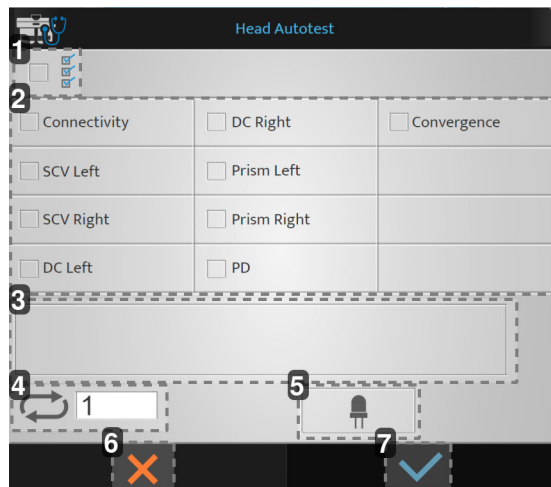 Head Autotest
1
2
Connectivity DC Right Convergence
SCV Left Prism Left
SCV Right Prism Right
DC Left PD
3
4 1 5
6 7